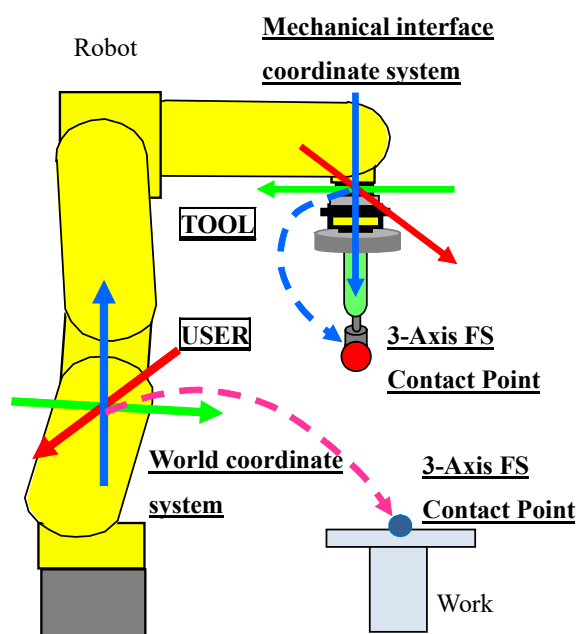 Mechanical interface
coordinate system
Robot
TOOL
USER
3-Axis FS
Contact Point
World coordinate
system
3-Axis FS
Contact Point
Work